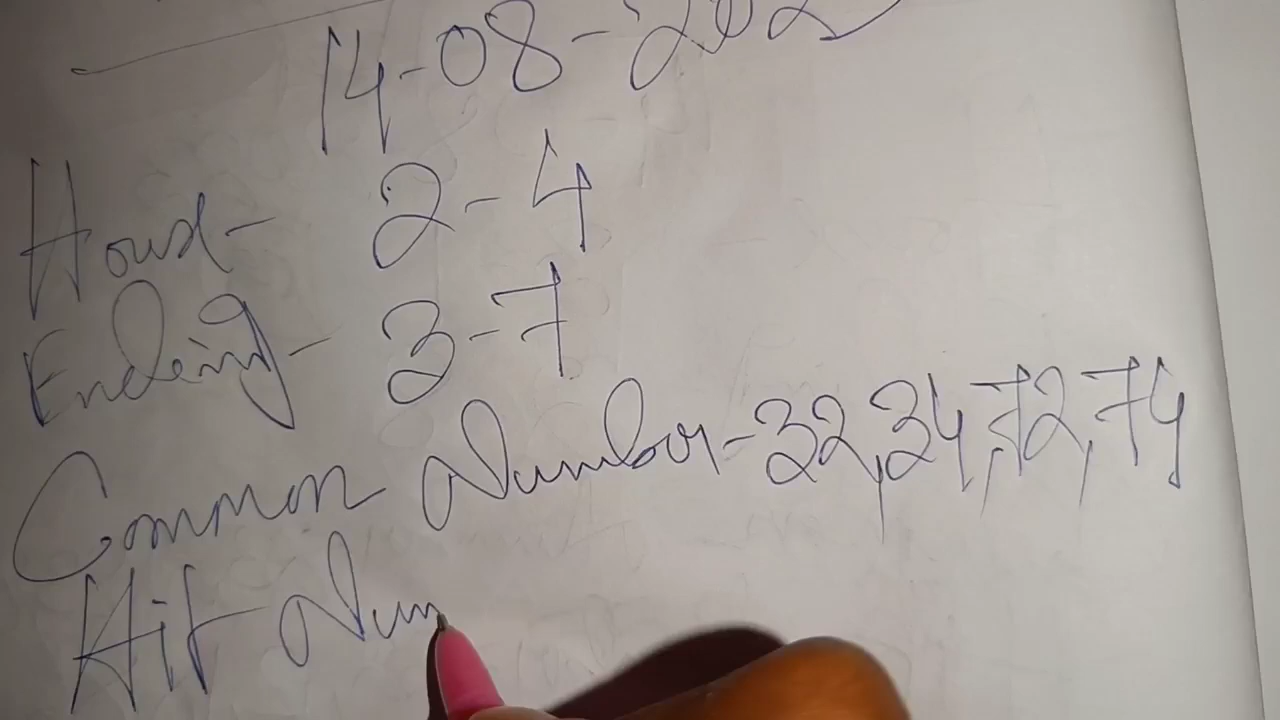 14-08-202
House- 2-4
Ending- 3-7
Common Number-32,34,72,74
Hit Num